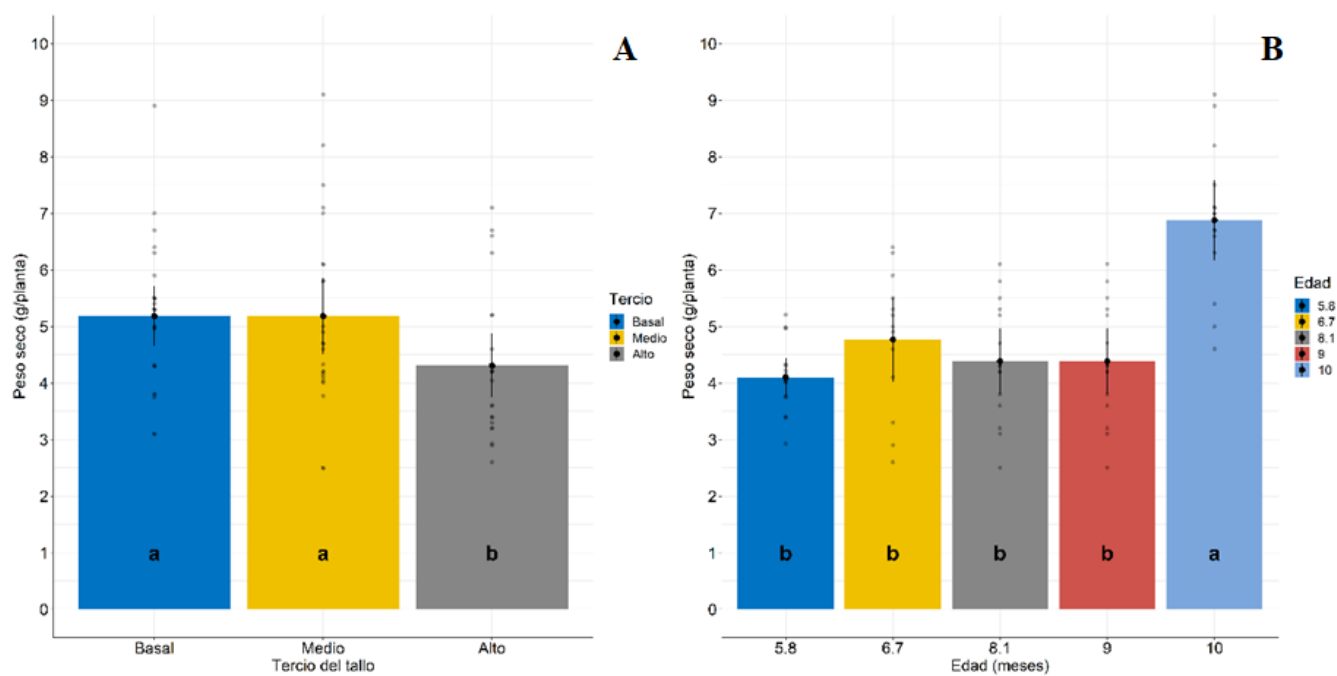 A
10
9
8
7
6
5
4
3
2
1
0
Peso seco (g/planta)
a
a
b
Basal
Medio
Alto
Tercio del tallo
Tercio
Basal
Medio
Alto
B
10
9
8
7
6
5
4
3
2
1
0
Peso seco (g/planta)
b
b
b
b
a
5.8
6.7
8.1
9
10
Edad (meses)
Edad
5.8
6.7
8.1
9
10